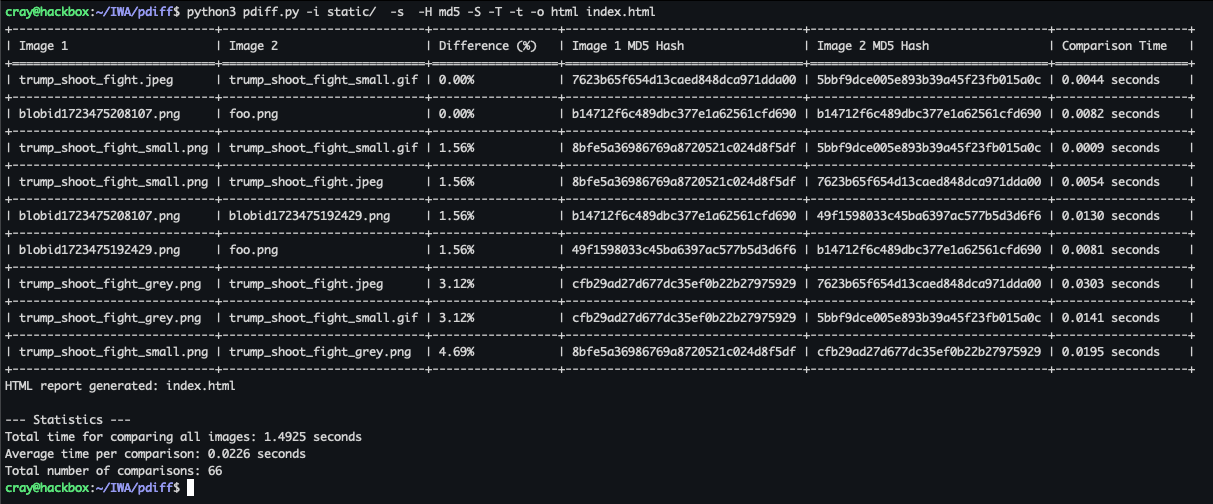 cray@hackbox:~/IWA/pdiff$ python3 pdiff.py -i static/  -s  -H md5 -S -T -t -o html index.html
| Image 1 | Image 2 | Difference (%) | Image 1 MD5 Hash | Image 2 MD5 Hash | Comparison Time |
| trump_shoot_fight.jpeg | trump_shoot_fight_small.gif | 0.00% | 7623b65f654d13caed848dca971dda00 | 5bbf9dce005e893b39a45f23fb015a0c | 0.0044 seconds |
| blobid1723475208107.png | foo.png | 0.00% | b14712f6c489dbc377e1a62561cfd690 | b14712f6c489dbc377e1a62561cfd690 | 0.0082 seconds |
| trump_shoot_fight_small.png | trump_shoot_fight_small.gif | 1.56% | 8bfe5a36986769a8720521c024d8f5df | 5bbf9dce005e893b39a45f23fb015a0c | 0.0009 seconds |
| trump_shoot_fight_small.png | trump_shoot_fight.jpeg | 1.56% | 8bfe5a36986769a8720521c024d8f5df | 7623b65f654d13caed848dca971dda00 | 0.0054 seconds |
| blobid1723475208107.png | blobid1723475192429.png | 1.56% | b14712f6c489dbc377e1a62561cfd690 | 49f1598033c45ba6397ac577b5d3d6f6 | 0.0130 seconds |
| blobid1723475192429.png | foo.png | 1.56% | 49f1598033c45ba6397ac577b5d3d6f6 | b14712f6c489dbc377e1a62561cfd690 | 0.0081 seconds |
| trump_shoot_fight_grey.png | trump_shoot_fight.jpeg | 3.12% | cfb29ad27d677dc35ef0b22b27975929 | 7623b65f654d13caed848dca971dda00 | 0.0303 seconds |
| trump_shoot_fight_grey.png | trump_shoot_fight_small.gif | 3.12% | cfb29ad27d677dc35ef0b22b27975929 | 5bbf9dce005e893b39a45f23fb015a0c | 0.0141 seconds |
| trump_shoot_fight_small.png | trump_shoot_fight_grey.png | 4.69% | 8bfe5a36986769a8720521c024d8f5df | cfb29ad27d677dc35ef0b22b27975929 | 0.0195 seconds |
HTML report generated: index.html
--- Statistics ---
Total time for comparing all images: 1.4925 seconds
Average time per comparison: 0.0226 seconds
Total number of comparisons: 66
cray@hackbox:~/IWA/pdiff$